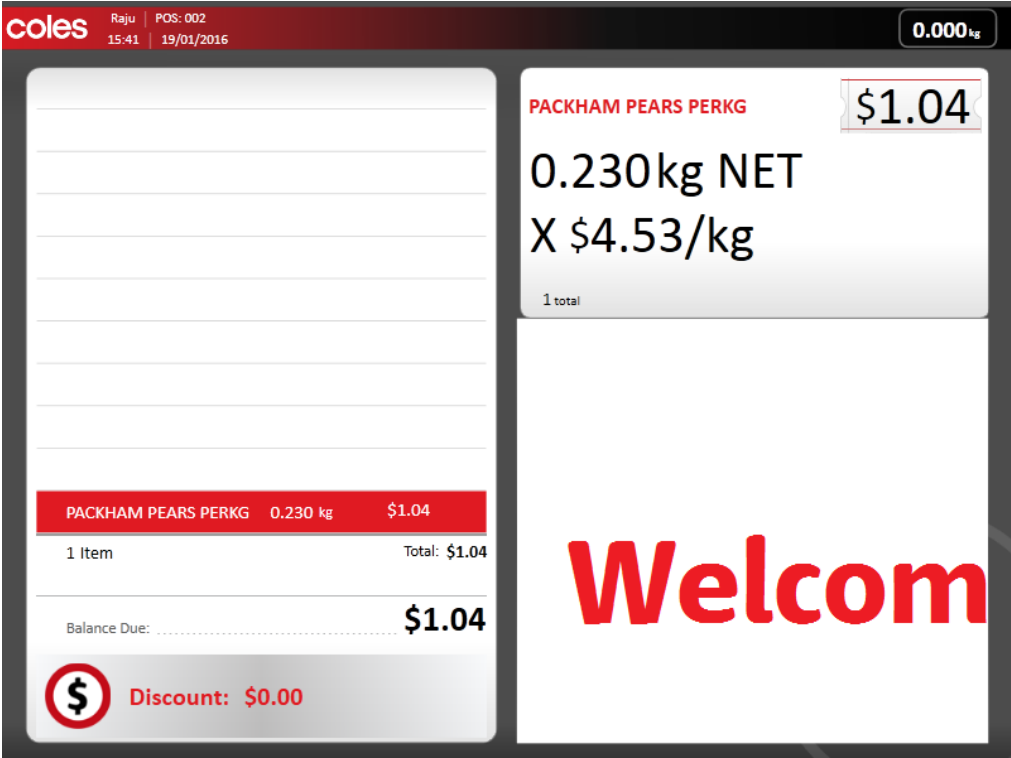 coles
Raju | POS: 002
15:41 | 19/01/2016
0.000kg
PACKHAM PEARS PERKG 0.230 kg $1.04
1 Item Total: $1.04
Balance Due: $1.04
$
Discount: $0.00
PACKHAM PEARS PERKG $1.04
0.230kg NET
X $4.53/kg
1 total
Welcom